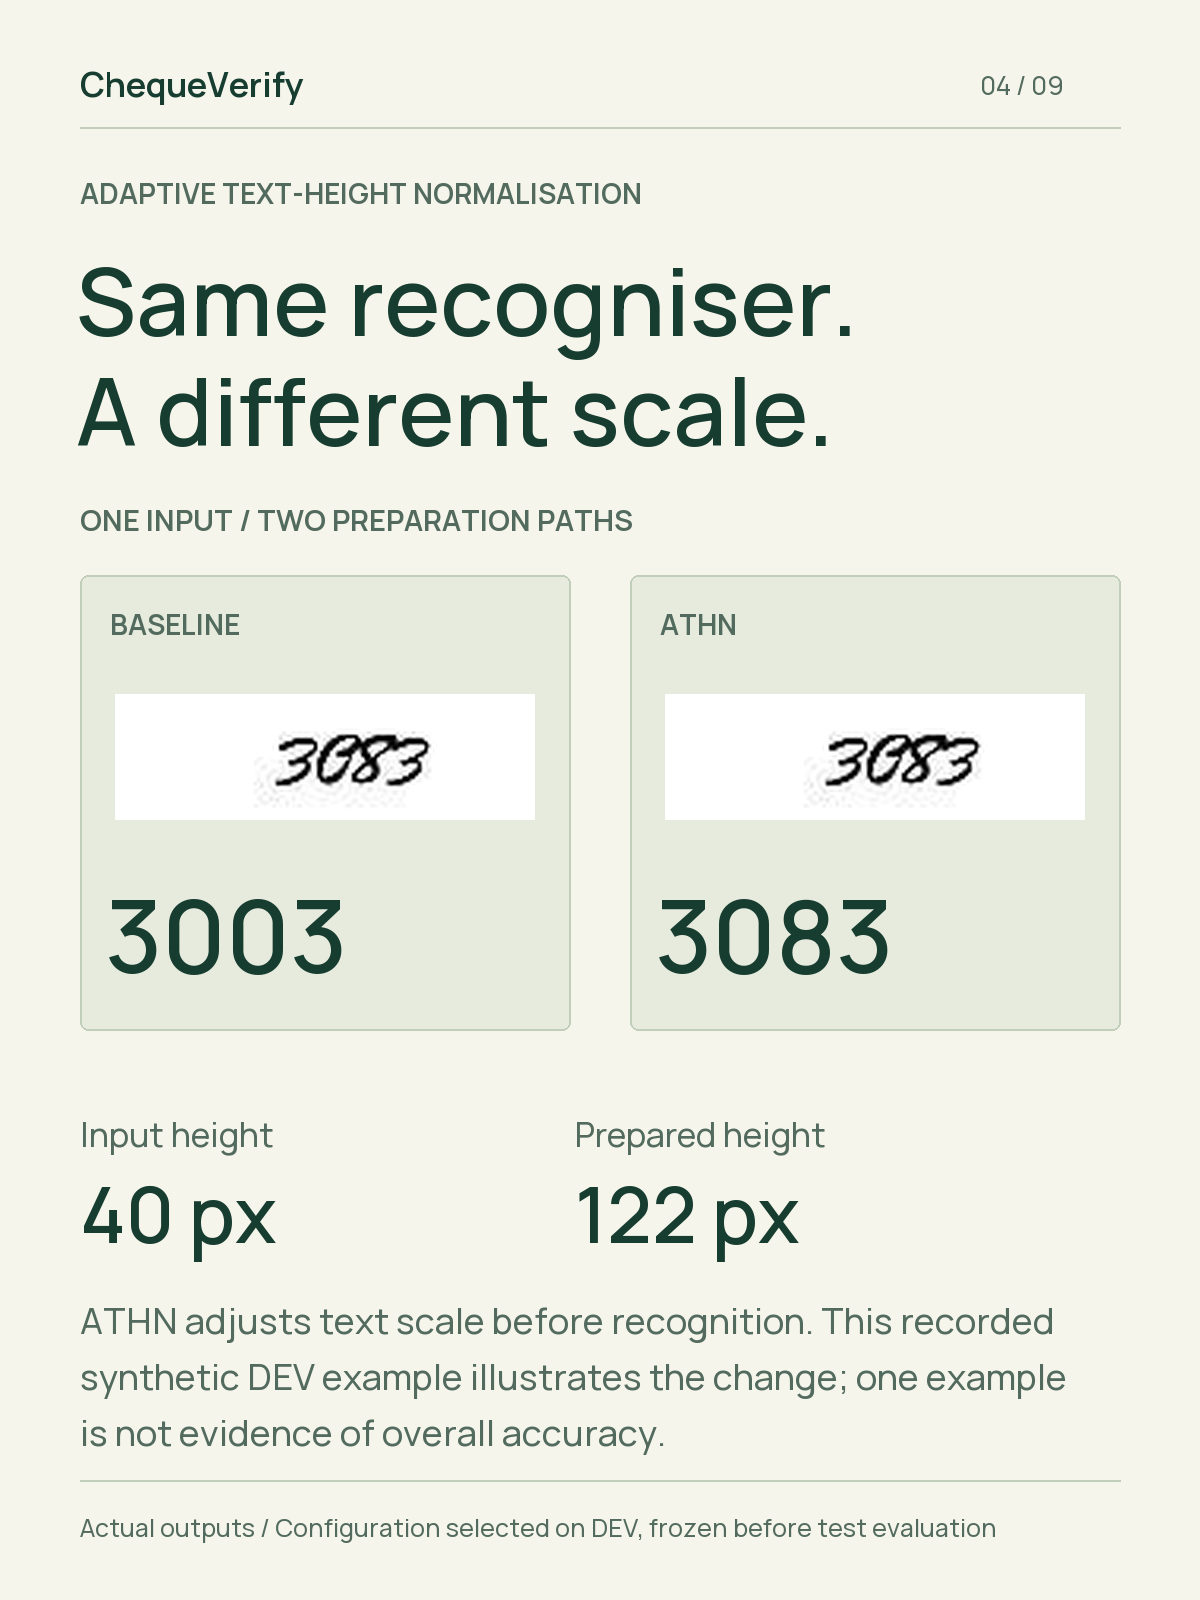 ChequeVerify
04 / 09
ADAPTIVE TEXT-HEIGHT NORMALISATION
Same recogniser.
A different scale.
ONE INPUT / TWO PREPARATION PATHS
BASELINE
3083
3003
ATHN
3083
3083
Input height
40 px
Prepared height
122 px
ATHN adjusts text scale before recognition. This recorded
synthetic DEV example illustrates the change; one example
is not evidence of overall accuracy.
Actual outputs / Configuration selected on DEV, frozen before test evaluation